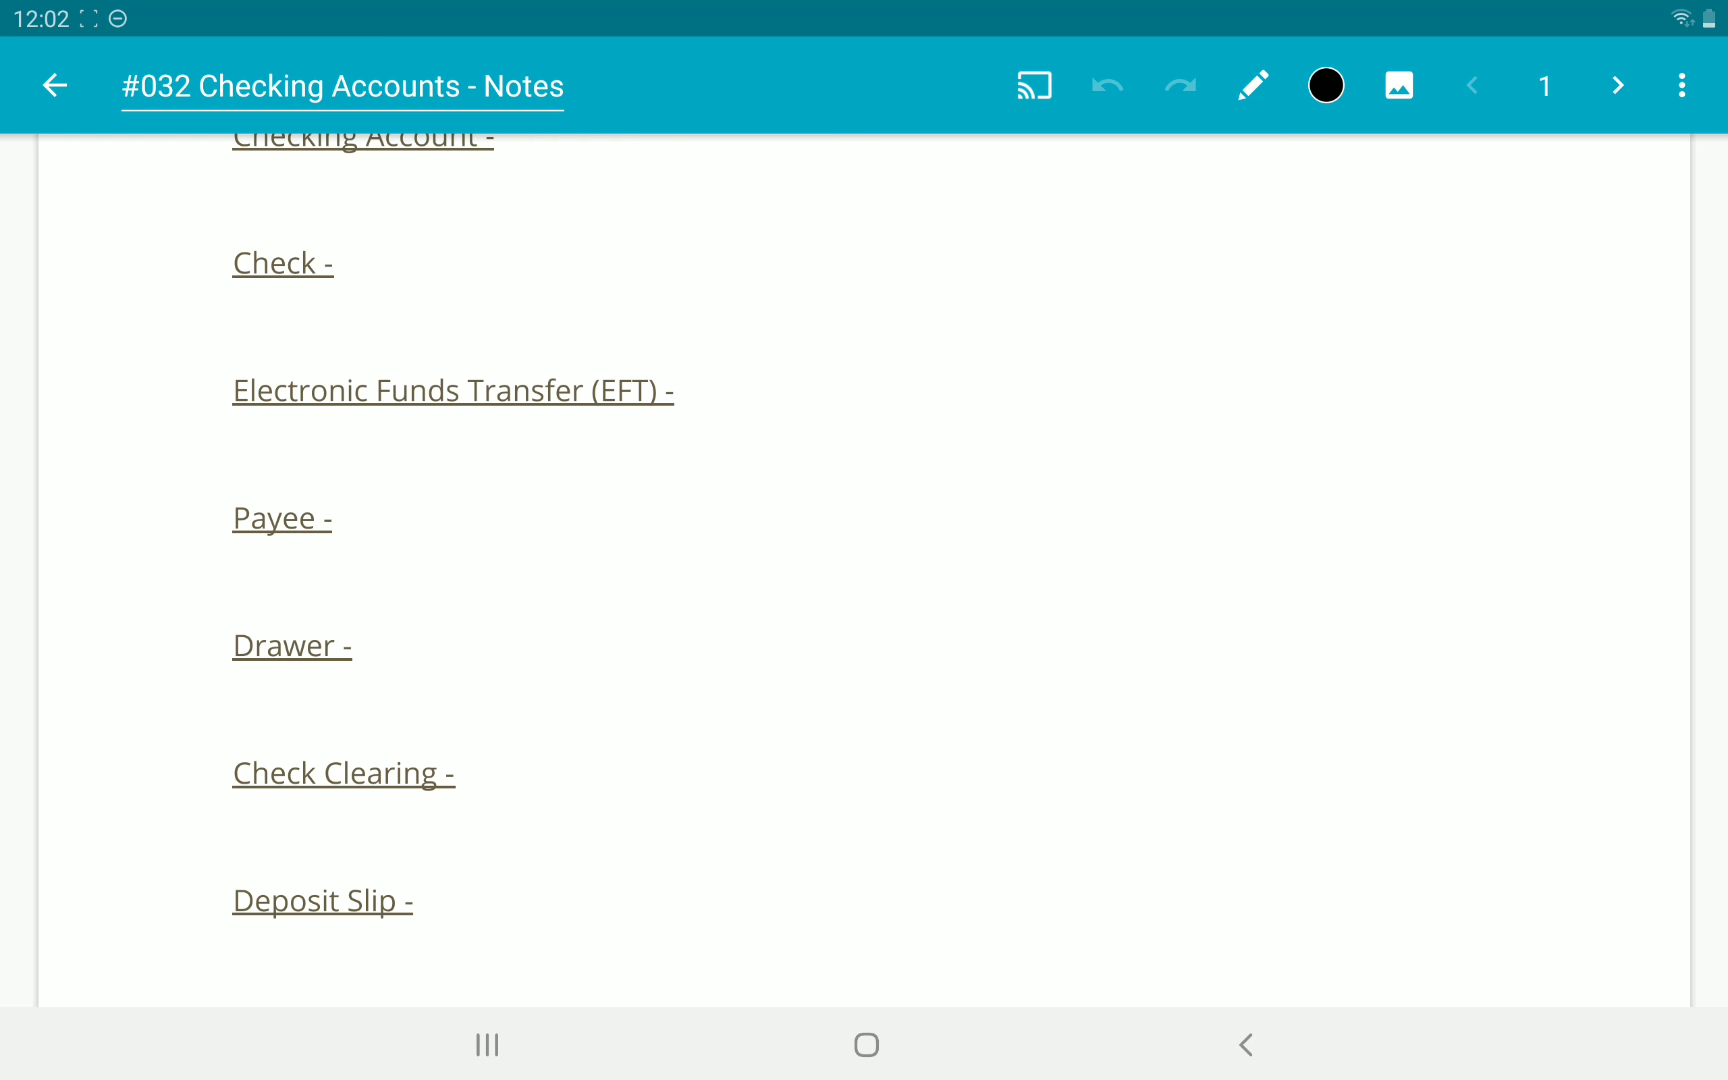 12:02
#032 Checking Accounts - Notes
1
Checking Account -
Check -
Electronic Funds Transfer (EFT) -
Payee -
Drawer -
Check Clearing -
Deposit Slip -